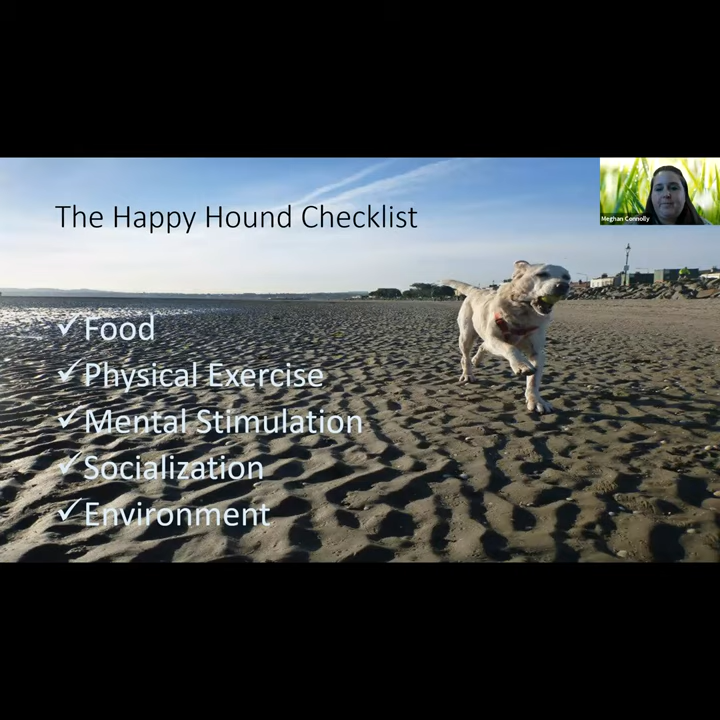 The Happy Hound Checklist
Meghan Connolly
✓Food
✓Physical Exercise
✓Mental Stimulation
✓Socialization
✓Environment